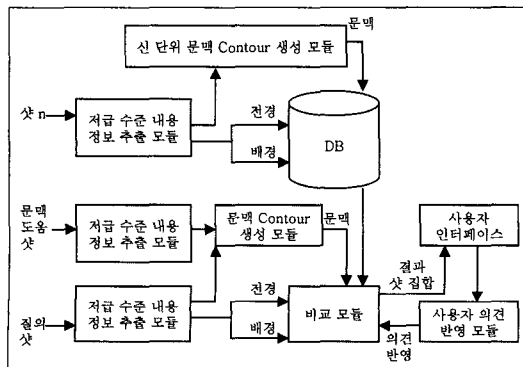 문맥
신 단위 문맥 Contour 생성 모듈
샷 n
저급 수준 내용
정보 추출 모듈
전경
배경
DB
문맥
도움
샷
저급 수준 내용
정보 추출 모듈
문맥 Contour
생성 모듈
문맥
사용자
인터페이스
결과
샷 집합
질의
샷
저급 수준 내용
정보 추출 모듈
전경
배경
비교 모듈
사용자 의견
반영 모듈
의견
반영